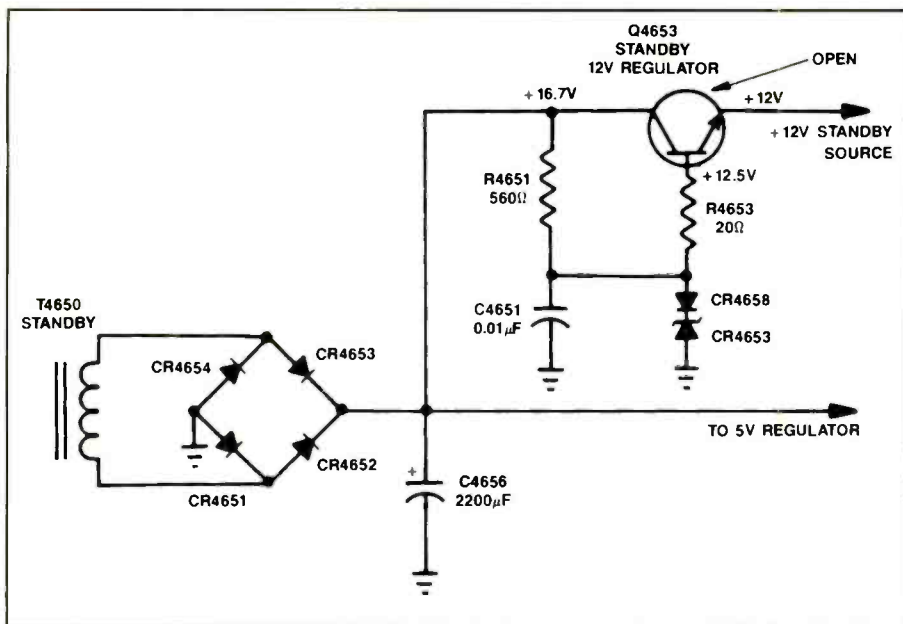 Q4653
STANDBY
12V REGULATOR
OPEN
+ 16.7V
+ 12V
+ 12V STANDBY
SOURCE
+ 12.5V
R4651
560Ω
R4653
20Ω
T4650
STANDBY
C4651
0.01µF
CR4658
CR4653
CR4654
CR4653
TO 5V REGULATOR
CR4652
CR4651
+
C4656
2200µF